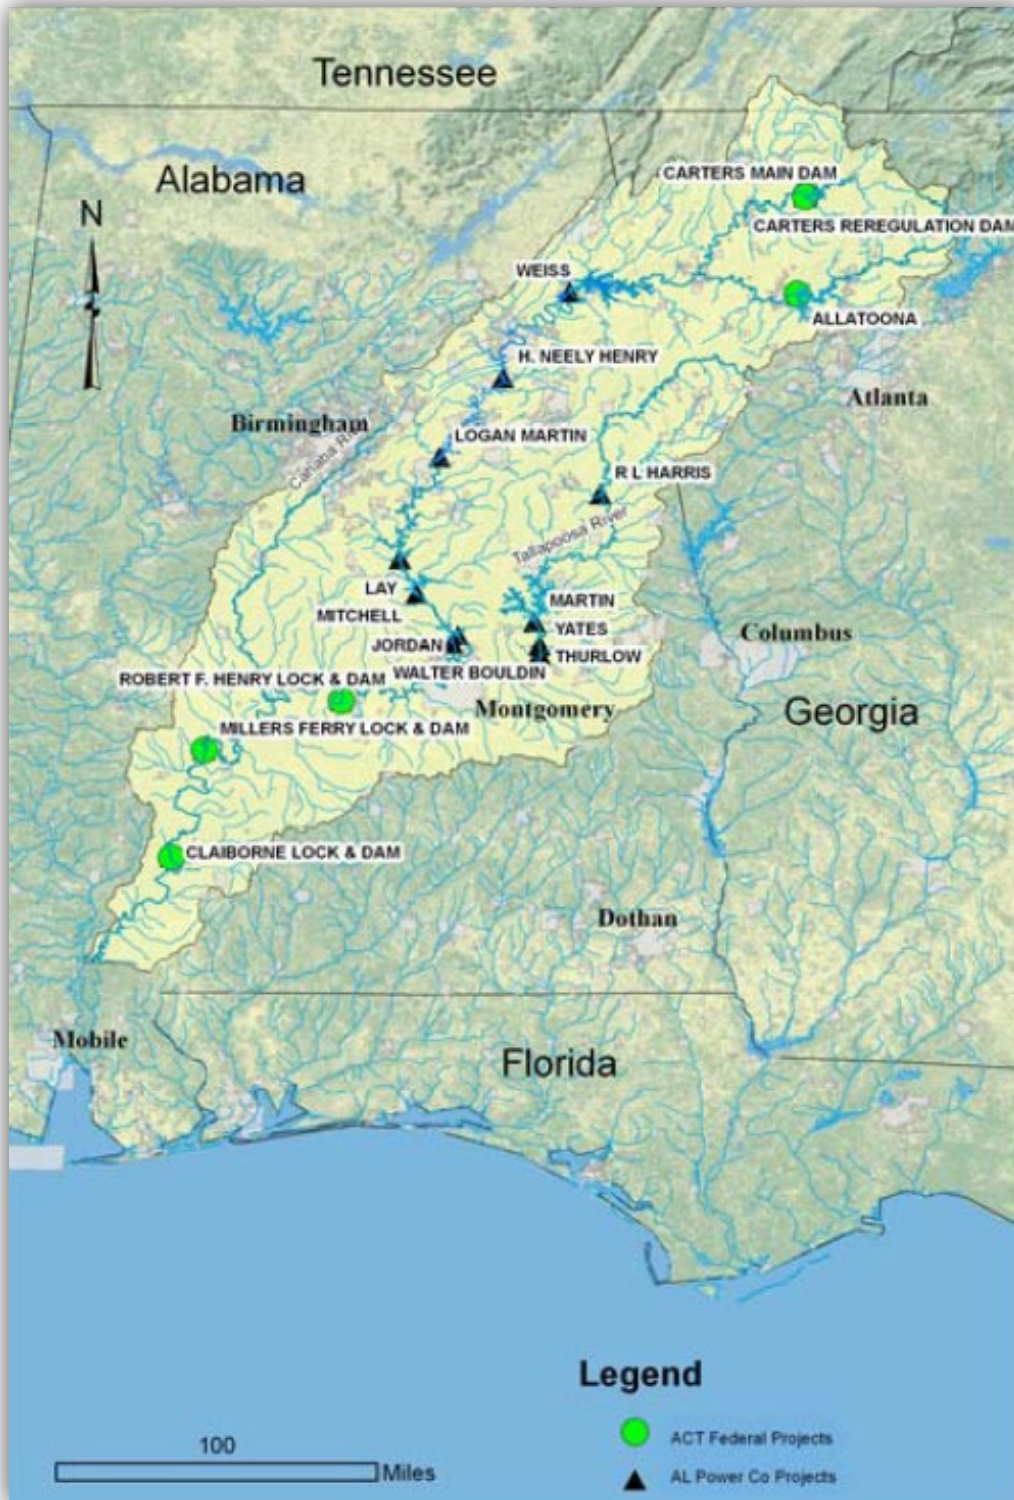 Tennessee
CARTERS MAIN DAM
Alabama
N
CARTERS REREGULATION DAM
WEISS
ALLATOONA
H. NEELY HENRY
Atlanta
Birmingham
LOGAN MARTIN
Cahaba River
R L HARRIS
Tallapoosa River
LAY
MARTIN
MITCHELL
YATES
Columbus
JORDAN
THURLOW
ROBERT F. HENRY LOCK & DAM
WALTER BOULDIN
Montgomery
Georgia
MILLERS FERRY LOCK & DAM
CLAIBORNE LOCK & DAM
Dothan
Mobile
Florida
Legend
ACT Federal Projects
100
Miles
AL Power Co Projects